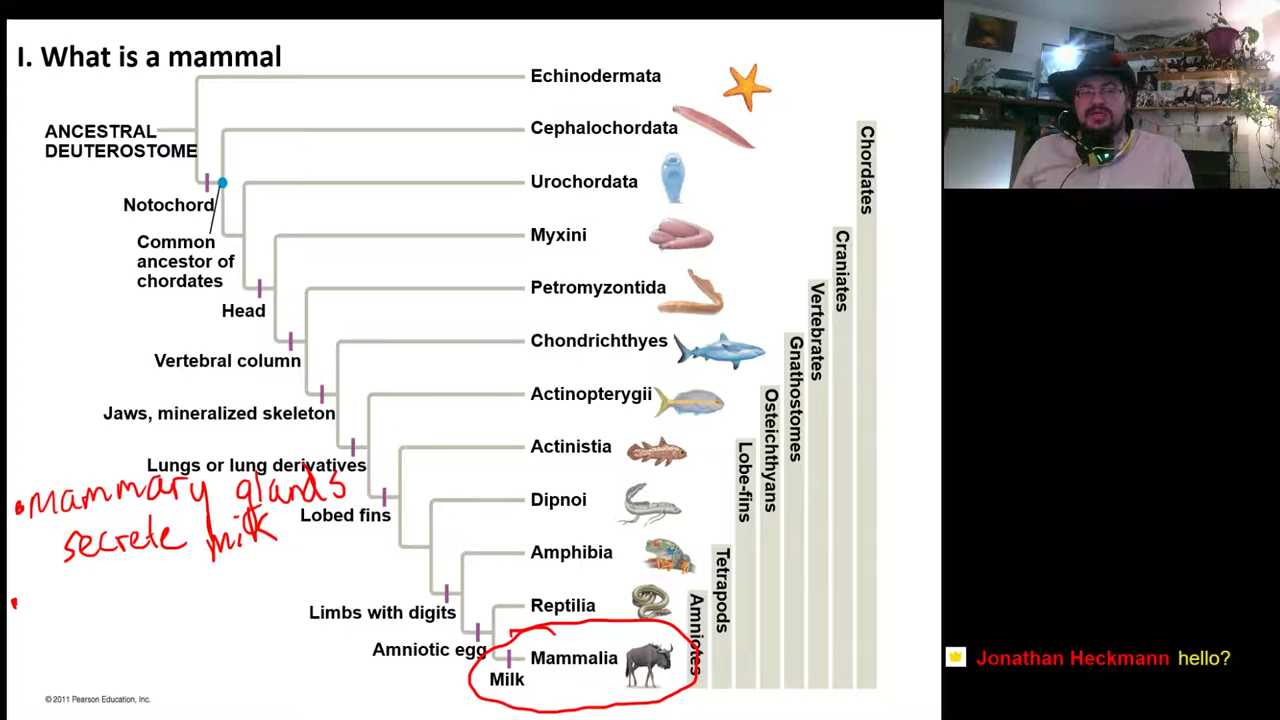 I. What is a mammal
Echinodermata
ANCESTRAL
DEUTEROSTOME
Cephalochordata
Urochordata
Notochord
Common
ancestor of
chordates
Myxini
Head
Petromyzontida
Vertebral column
Chondrichthyes
Jaws, mineralized skeleton
Actinopterygii
Lungs or lung derivatives
Actinistia
•Mammary glands
secrete milk
Lobed fins
Dipnoi
Amphibia
Limbs with digits
Reptilia
Amniotic egg
Mammalia
Milk
Chordates
Craniates
Vertebrates
Gnathostomes
Osteichthyans
Lobe-fins
Tetrapods
Amniotes
© 2011 Pearson Education, Inc.
Jonathan Heckmann hello?